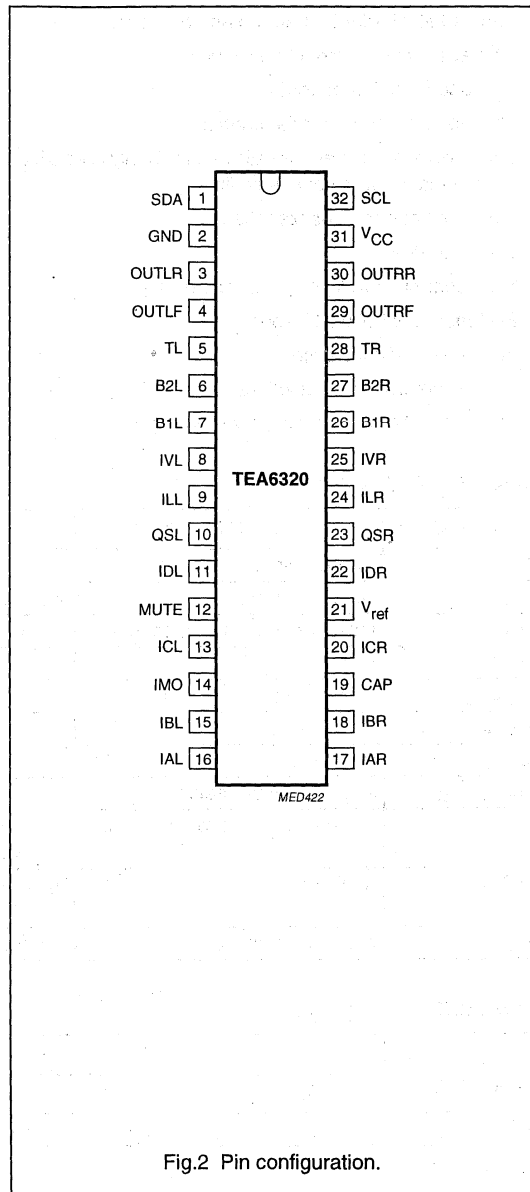 SDA 1 32 SCL
GND 2 31 VCC
OUTLR 3 30 OUTRR
OUTLF 4 29 OUTRF
TL 5 28 TR
B2L 6 27 B2R
B1L 7 26 B1R
IVL 8 25 IVR
TEA6320
ILL 9 24 ILR
QSL 10 23 QSR
IDL 11 22 IDR
MUTE 12 21 Vref
ICL 13 20 ICR
IMO 14 19 CAP
IBL 15 18 IBR
IAL 16 17 IAR
MED422
Fig.2 Pin configuration.